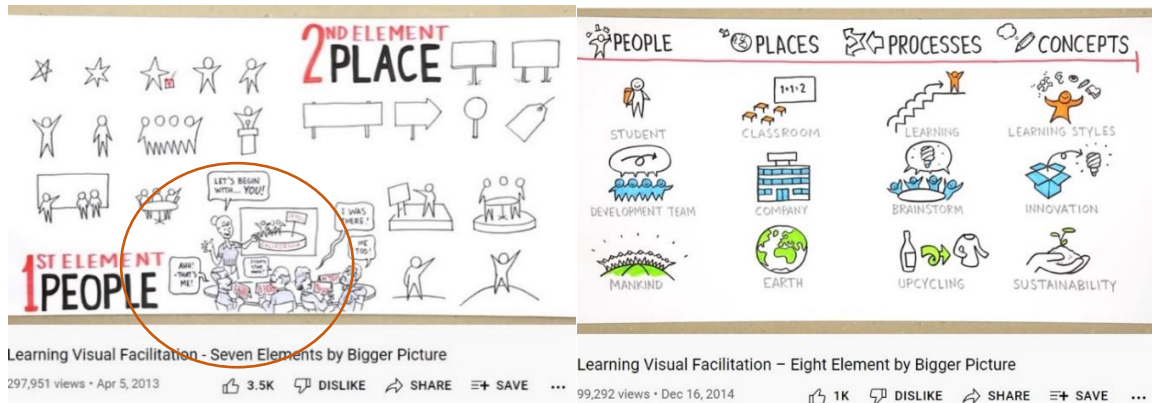 2ND ELEMENT
PLACE
LET'S BEGIN
WITH... YOU!
I WAS
THERE!
ME
TOO!
AHH!
THAT'S
ME!
CALIFORNIA
1ST ELEMENT
PEOPLE
Learning Visual Facilitation - Seven Elements by Bigger Picture
297,951 views • Apr 5, 2013
3.5K
DISLIKE
SHARE
SAVE
PEOPLE
PLACES
PROCESSES
CONCEPTS
1+1=2
STUDENT
CLASSROOM
LEARNING
LEARNING STYLES
DEVELOPMENT TEAM
COMPANY
BRAINSTORM
INNOVATION
MANKIND
EARTH
UPCYCLING
SUSTAINABILITY
Learning Visual Facilitation – Eight Element by Bigger Picture
99,292 views • Dec 16, 2014
1K
DISLIKE
SHARE
SAVE